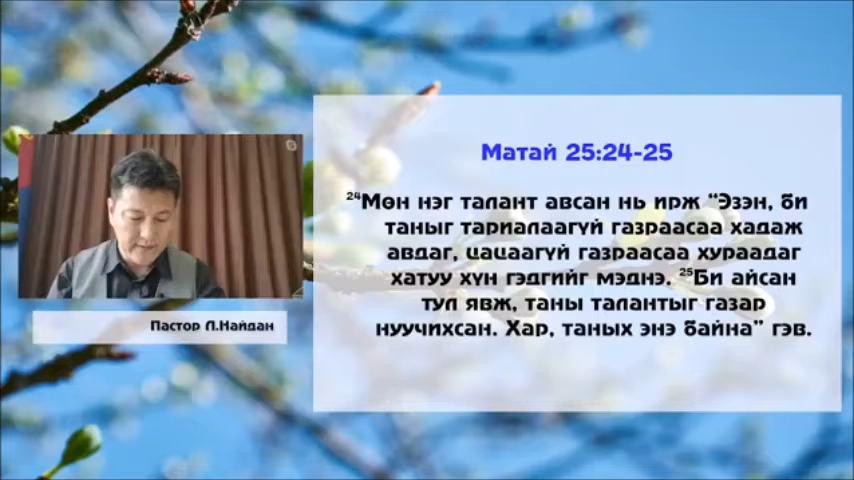 Матай 25:24-25
²⁴Мөн нэг талант авсан нь ирж “Эзэн, би
таныг тариалаагүй газраасаа хадаж
авдаг, цацаагүй газраасаа хураадаг
хатуу хүн гэдгийг мэднэ. ²⁵Би айсан
тул явж, таны талантыг газар
нуучихсан. Хар, таных энэ байна” гэв.
Пастор Л.Найдан